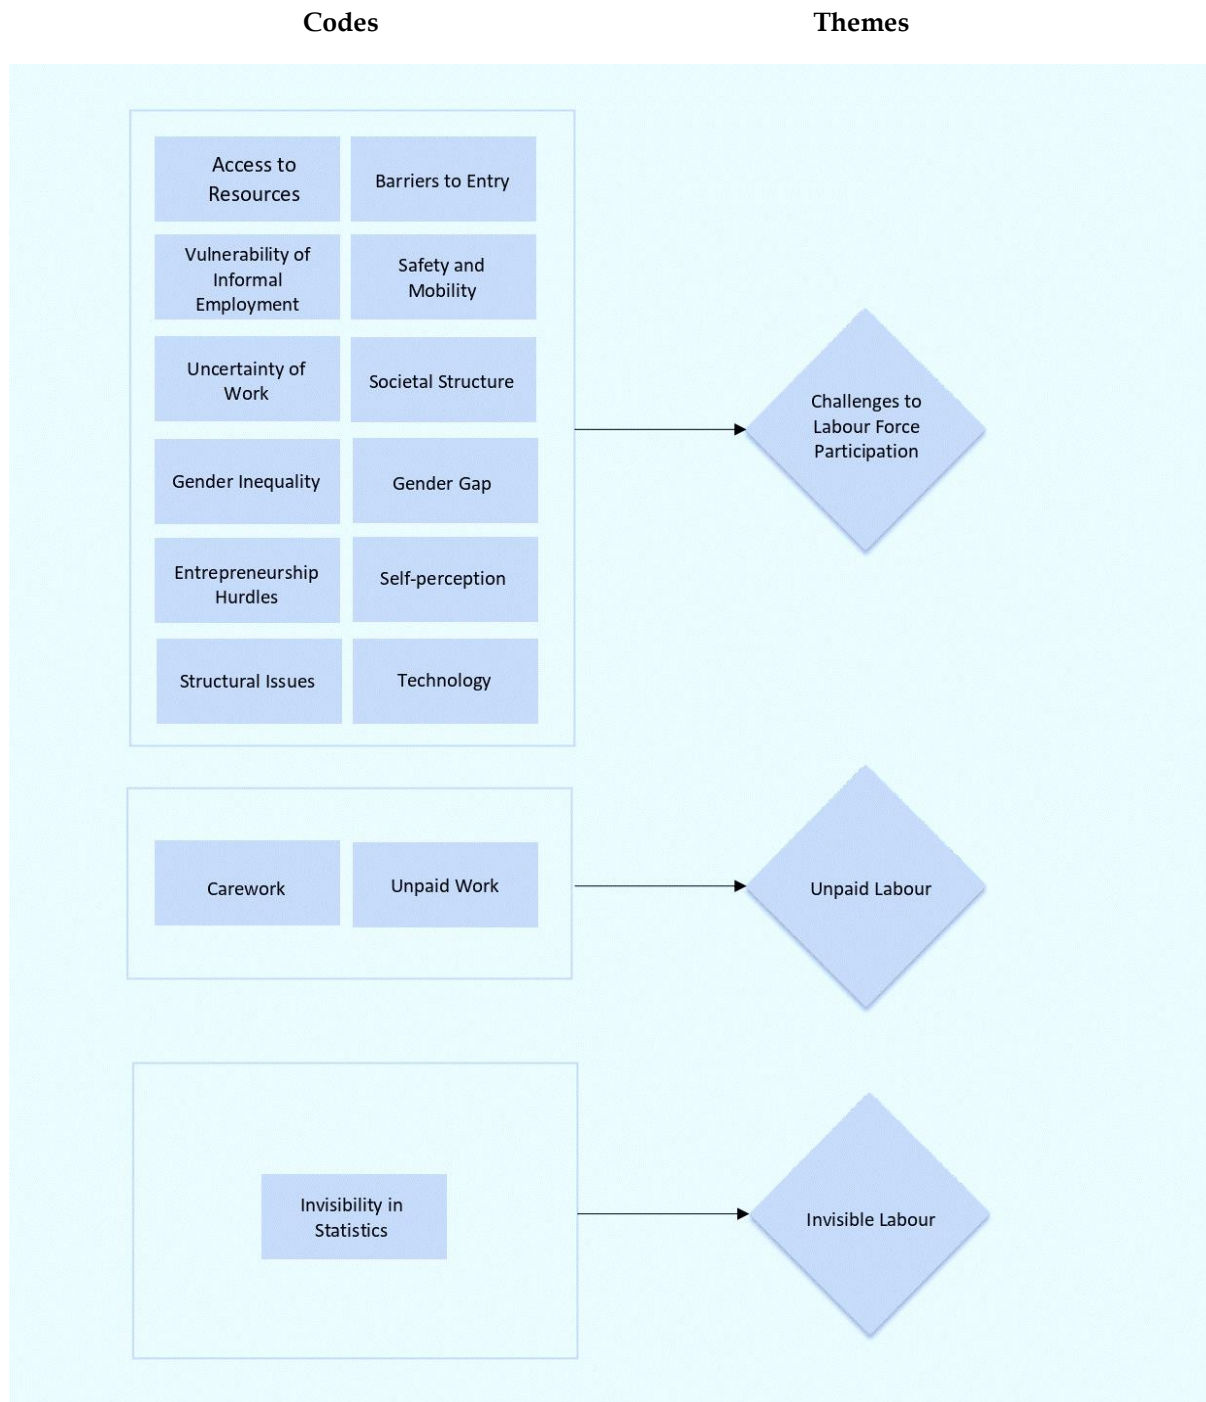 Codes
Themes
Access to
Resources
Barriers to Entry
Vulnerability of
Informal
Employment
Safety and
Mobility
Uncertainty of
Work
Societal Structure
Gender Inequality
Gender Gap
Entrepreneurship
Hurdles
Self-perception
Structural Issues
Technology
Challenges to
Labour Force
Participation
Carework
Unpaid Work
Unpaid Labour
Invisibility in
Statistics
Invisible Labour